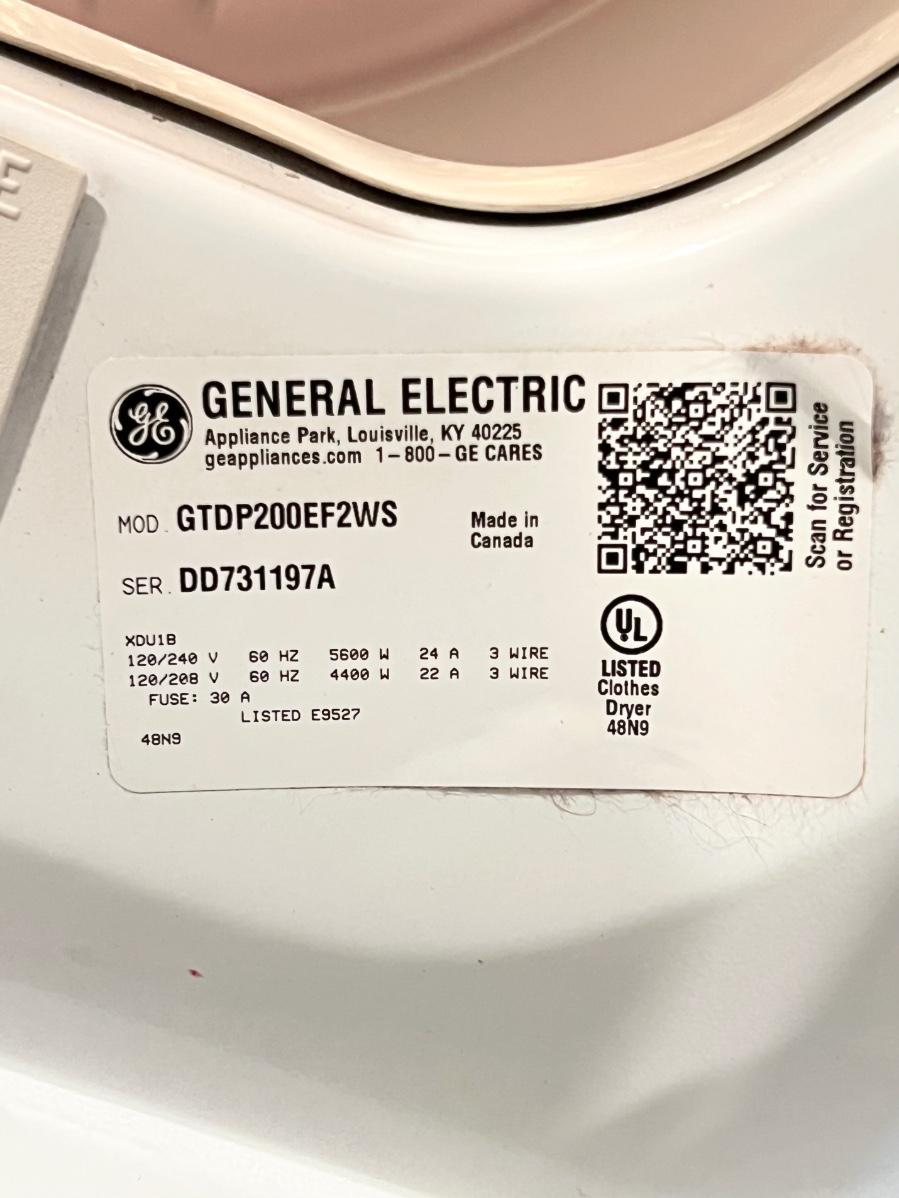 E
GE
GENERAL ELECTRIC
Appliance Park, Louisville, KY 40225
geappliances.com 1-800-GE CARES
MOD. GTDP200EF2WS
Made in
Canada
SER. DD731197A
Scan for Service
or Registration
XDU1B
120/240 V 60 HZ 5600 W 24 A 3 WIRE
120/208 V 60 HZ 4400 W 22 A 3 WIRE
FUSE: 30 A
LISTED E9527
48N9
UL
LISTED
Clothes
Dryer
48N9